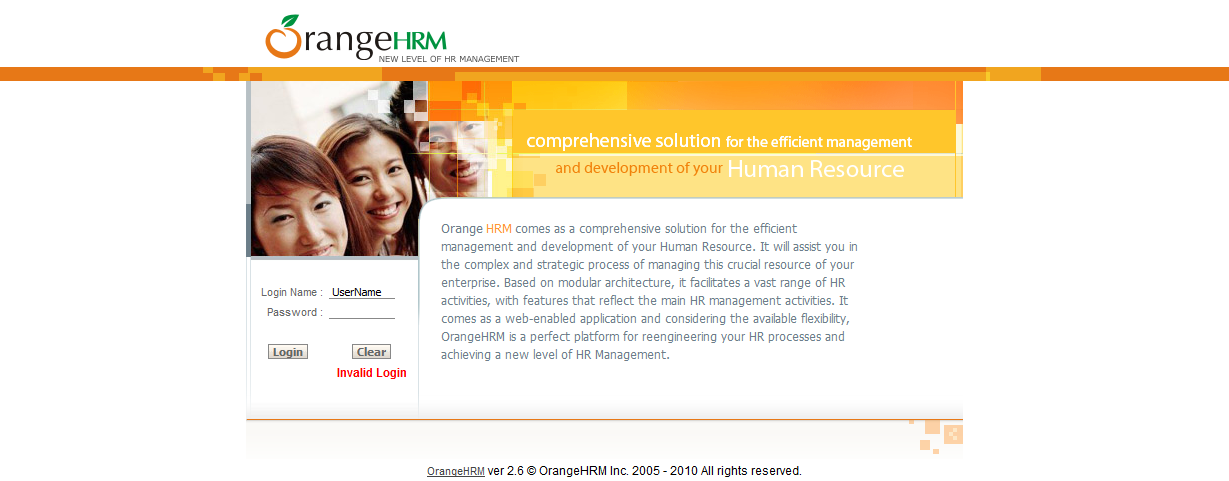 OrangeHRM
NEW LEVEL OF HR MANAGEMENT
comprehensive solution for the efficient management
and development of your Human Resource
Orange HRM comes as a comprehensive solution for the efficient
management and development of your Human Resource. It will assist you in
the complex and strategic process of managing this crucial resource of your
enterprise. Based on modular architecture, it facilitates a vast range of HR
activities, with features that reflect the main HR management activities. It
comes as a web-enabled application and considering the available flexibility,
OrangeHRM is a perfect platform for reengineering your HR processes and
achieving a new level of HR Management.
Login Name : UserName
Password :
Login Clear
Invalid Login
OrangeHRM ver 2.6 © OrangeHRM Inc. 2005 - 2010 All rights reserved.